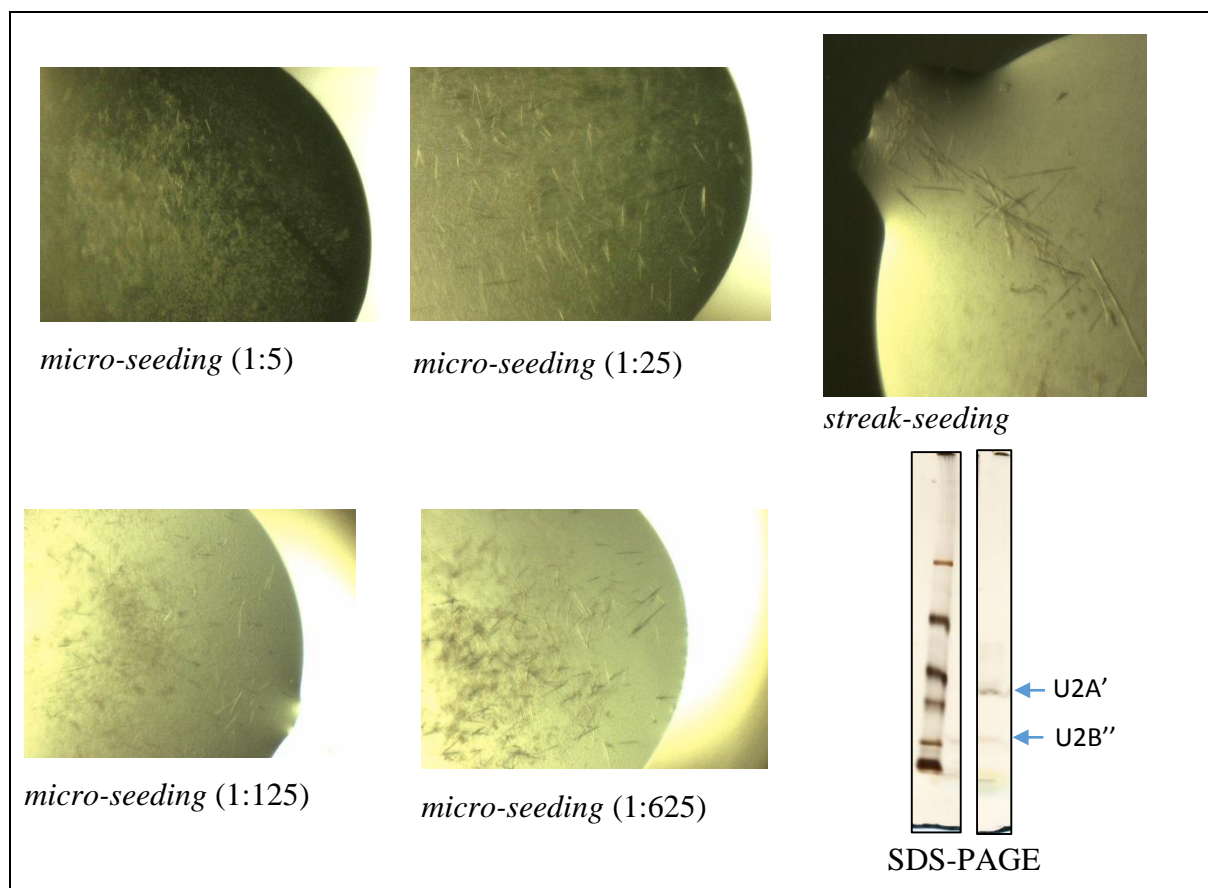 micro-seeding (1:5)
micro-seeding (1:25)
streak-seeding
micro-seeding (1:125)
micro-seeding (1:625)
U2A’
U2B’’
SDS-PAGE